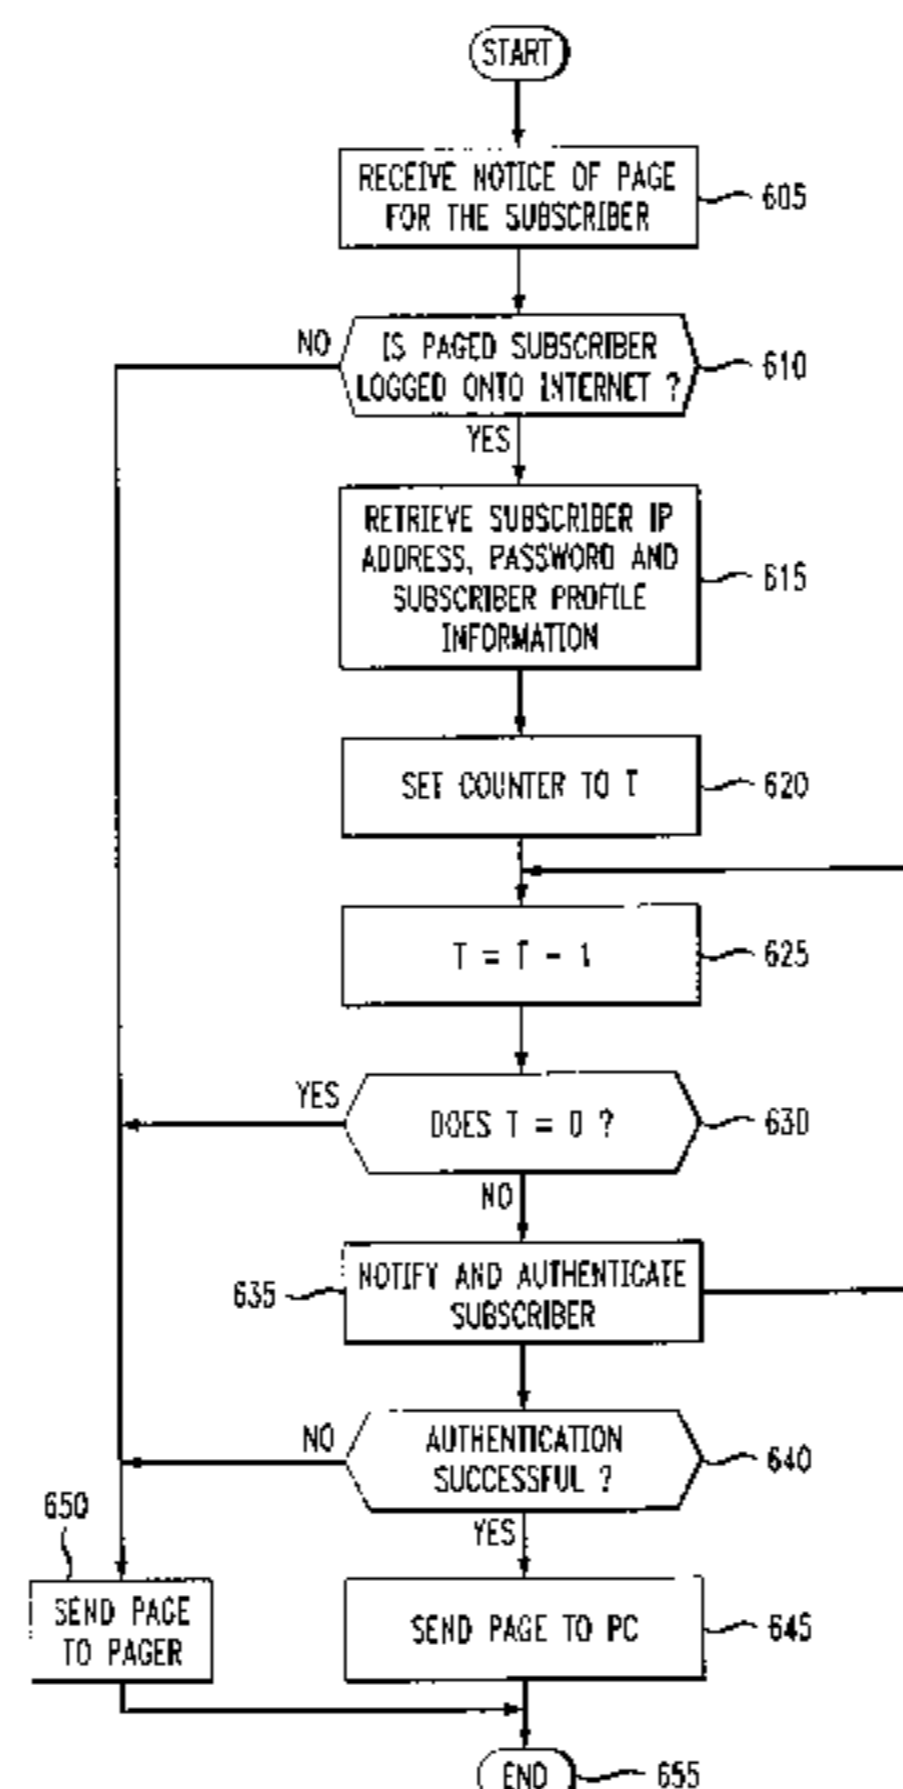 START
RECEIVE NOTICE OF PAGE
FOR THE SUBSCRIBER
605
NO
IS PAGED SUBSCRIBER
LOGGED ONTO INTERNET ?
610
YES
RETRIEVE SUBSCRIBER IP
ADDRESS, PASSWORD AND
SUBSCRIBER PROFILE
INFORMATION
615
SET COUNTER TO T
620
T = T - 1
625
YES
DOES T = 0 ?
630
NO
635
NOTIFY AND AUTHENTICATE
SUBSCRIBER
NO
AUTHENTICATION
SUCCESSFUL ?
640
YES
650
SEND PAGE
TO PAGER
SEND PAGE TO PC
645
END
655